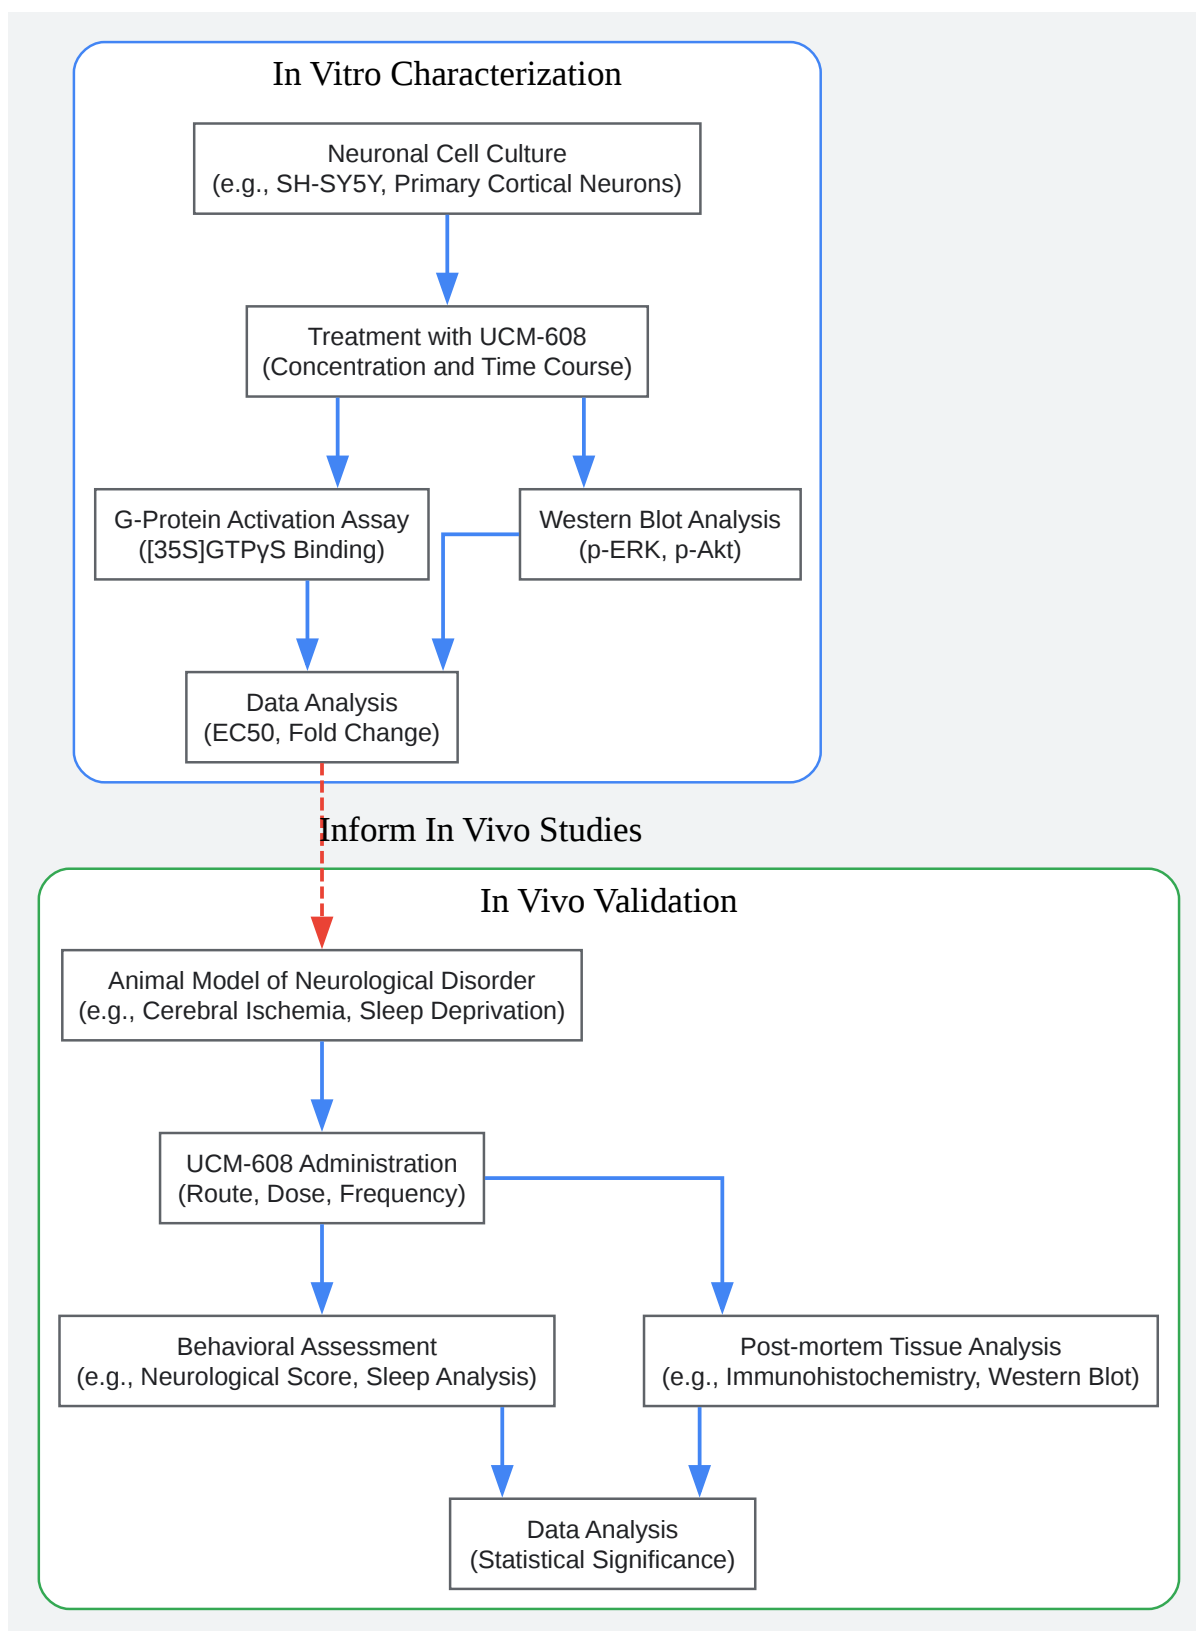 In Vitro Characterization
Neuronal Cell Culture
(e.g., SH-SY5Y, Primary Cortical Neurons)
Treatment with UCM-608
(Concentration and Time Course)
G-Protein Activation Assay
([35S]GTPγS Binding)
Western Blot Analysis
(p-ERK, p-Akt)
Data Analysis
(EC50, Fold Change)
Inform In Vivo Studies
In Vivo Validation
Animal Model of Neurological Disorder
(e.g., Cerebral Ischemia, Sleep Deprivation)
UCM-608 Administration
(Route, Dose, Frequency)
Behavioral Assessment
(e.g., Neurological Score, Sleep Analysis)
Post-mortem Tissue Analysis
(e.g., Immunohistochemistry, Western Blot)
Data Analysis
(Statistical Significance)